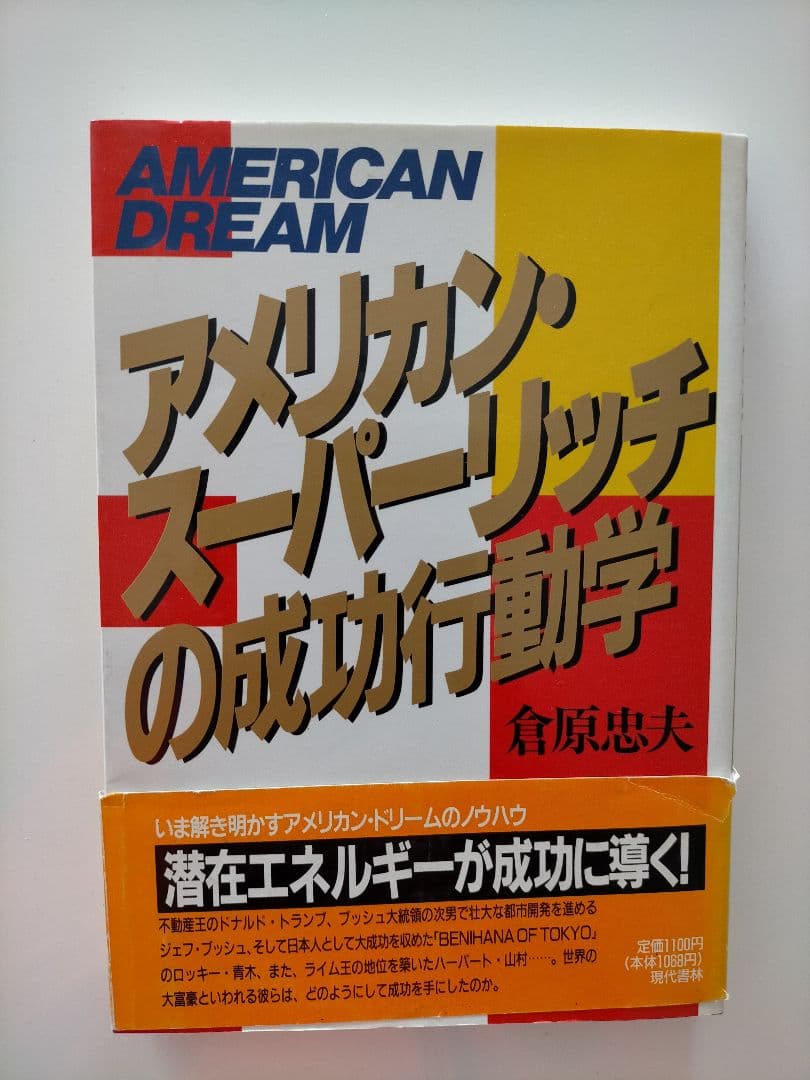 AMERICAN
DREAM
アメリカン・
スーパーリッチ
の成功行動学
倉原忠夫
いま解き明かすアメリカン・ドリームのノウハウ
潜在エネルギーが成功に導く!
不動産王のドナルド・トランプ、ブッシュ大統領の次男で壮大な都市開発を進める
ジェフ・ブッシュ、そして日本人として大成功を収めた「BENIHANA OF TOKYO」
のロッキー・青木、また、ライム王の地位を築いたハーバート・山村……。世界の
大富豪といわれる彼らは、どのようにして成功を手にしたのか。
定価1100円
(本体1068円)
現代書林